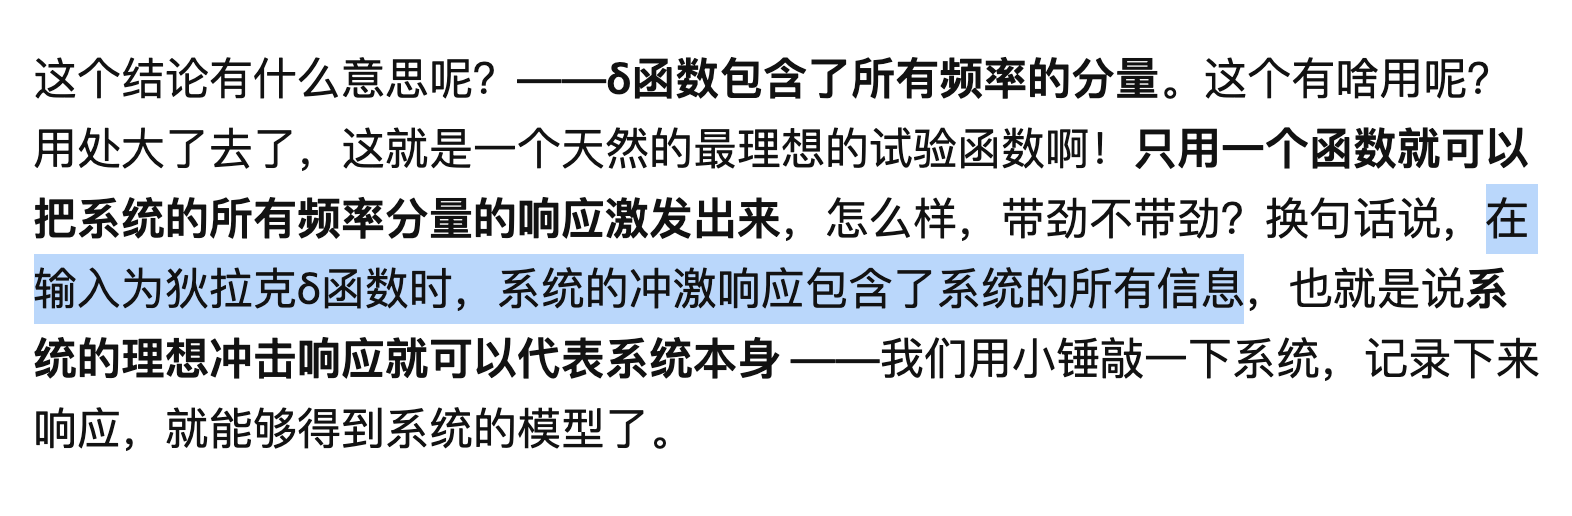 这个结论有什么意思呢？——δ函数包含了所有频率的分量。这个有啥用呢？
用处大了去了，这就是一个天然的最理想的试验函数啊！只用一个函数就可以
把系统的所有频率分量的响应激发出来，怎么样，带劲不带劲？换句话说，在
输入为狄拉克δ函数时，系统的冲激响应包含了系统的所有信息，也就是说系
统的理想冲击响应就可以代表系统本身 ——我们用小锤敲一下系统，记录下来
响应，就能够得到系统的模型了。